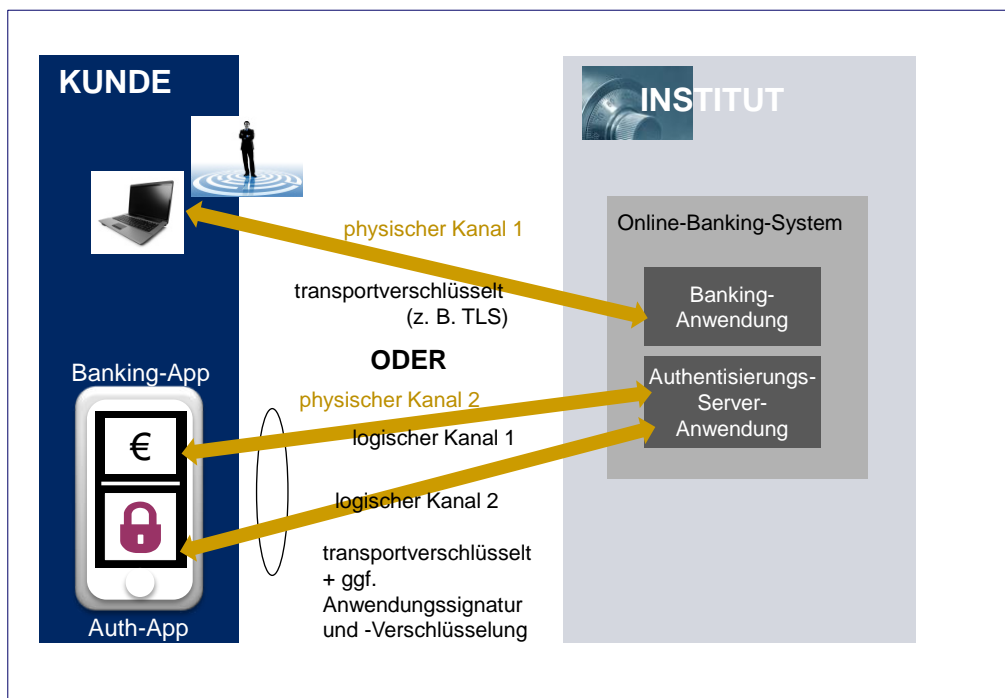 KUNDE
INSTITUT
physischer Kanal 1
Online-Banking-System
transportverschlüsselt
(z. B. TLS)
Banking-
Anwendung
ODER
Banking-App
physischer Kanal 2
Authentisierungs-
Server-
Anwendung
€
logischer Kanal 1
logischer Kanal 2
transportverschlüsselt
+ ggf.
Anwendungssignatur
und -Verschlüsselung
Auth-App